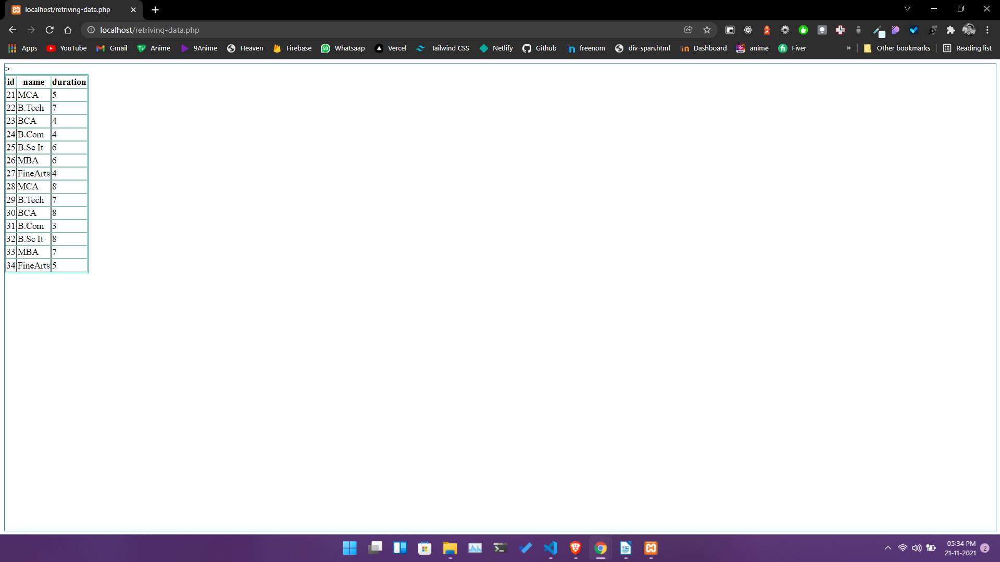 localhost/retriving-data.php
localhost/retriving-data.php
Apps YouTube Gmail Anime 9Anime Heaven Firebase 50 Whatsaap Vercel Tailwind CSS Netlify Github freenom div-span.html Dashboard anime Fiver » Other bookmarks Reading list
>
id name duration
21 MCA 5
22 B.Tech 7
23 BCA 4
24 B.Com 4
25 B.Sc It 6
26 MBA 6
27 FineArts 4
28 MCA 8
29 B.Tech 7
30 BCA 8
31 B.Com 3
32 B.Sc It 8
33 MBA 7
34 FineArts 5
05:34 PM
21-11-2021 2